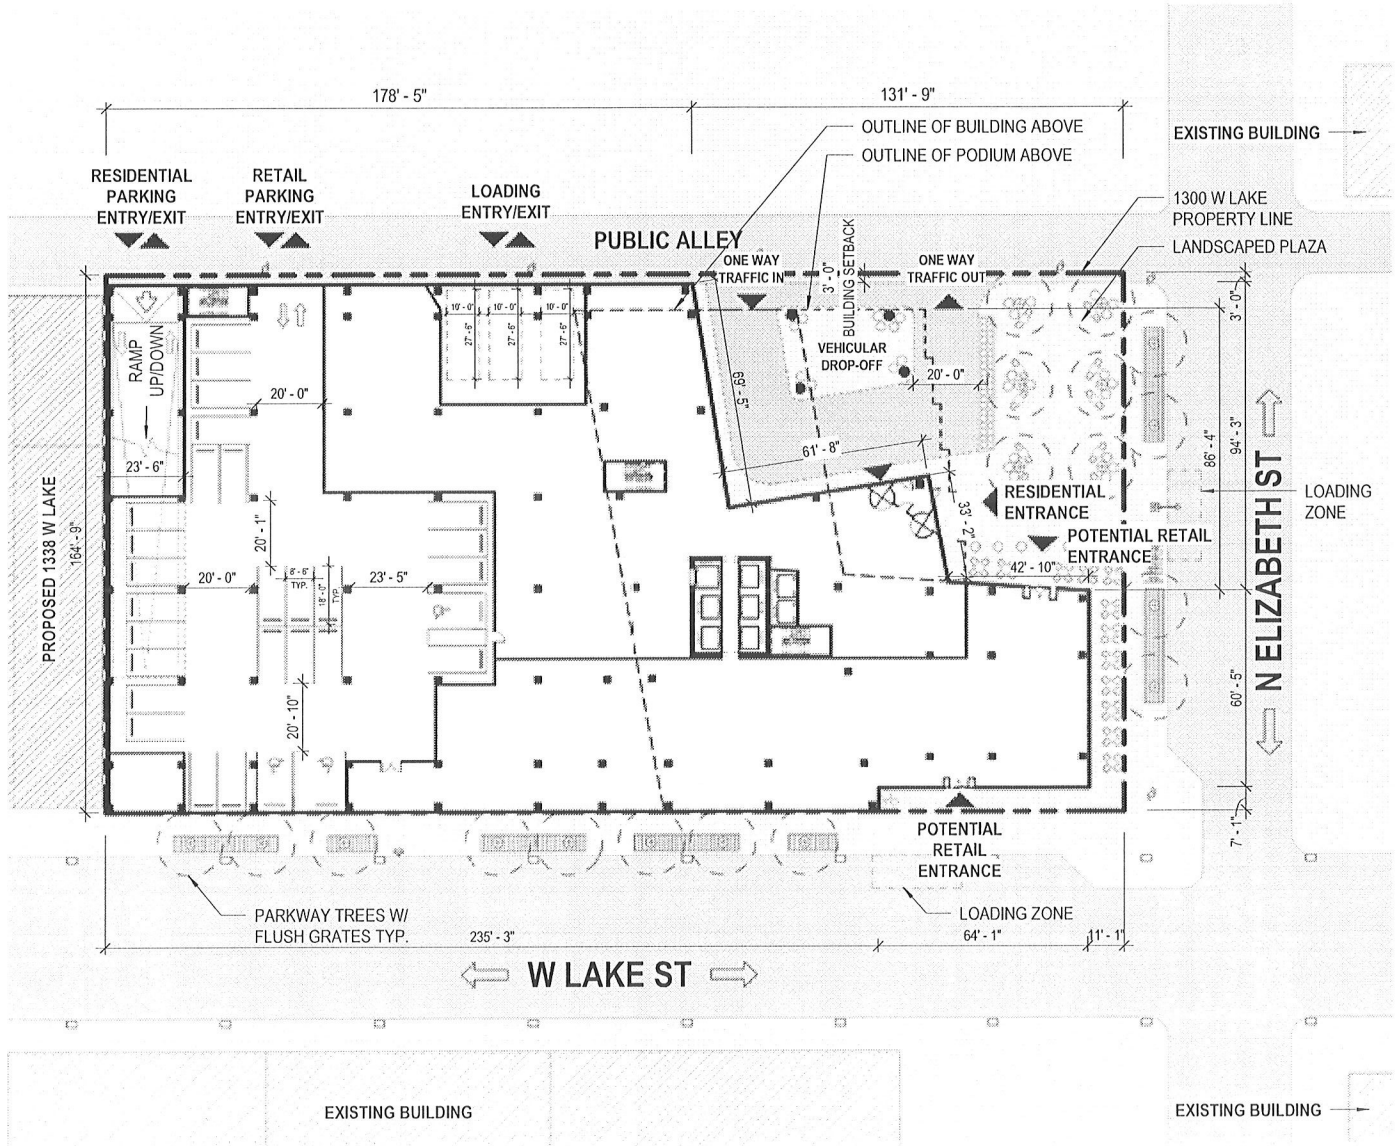 178' - 5"
131' - 9"
OUTLINE OF BUILDING ABOVE
OUTLINE OF PODIUM ABOVE
EXISTING BUILDING
RESIDENTIAL
PARKING
ENTRY/EXIT
RETAIL
PARKING
ENTRY/EXIT
LOADING
ENTRY/EXIT
1300 W LAKE
PROPERTY LINE
LANDSCAPED PLAZA
PUBLIC ALLEY
ONE WAY
TRAFFIC IN
3' - 0"
BUILDING SETBACK
ONE WAY
TRAFFIC OUT
3' - 0"
RAMP
UP/DOWN
10' - 0"
10' - 0"
10' - 0"
27' - 6"
27' - 6"
27' - 6"
VEHICULAR
DROP-OFF
20' - 0"
69' - 5"
20' - 0"
61' - 8"
86' - 4"
94' - 3"
23' - 6"
RESIDENTIAL
ENTRANCE
LOADING
ZONE
33' - 2"
POTENTIAL RETAIL
ENTRANCE
42' - 10"
PROPOSED 1338 W LAKE
164' - 9"
20' - 1"
20' - 0"
8' - 6"
TYP.
18' - 0"
TYP
23' - 5"
N ELIZABETH ST
60' - 5"
20' - 10"
7' - 1"
POTENTIAL
RETAIL
ENTRANCE
PARKWAY TREES W/
FLUSH GRATES TYP.
LOADING ZONE
235' - 3"
64' - 1"
11' - 1"
W LAKE ST
EXISTING BUILDING
EXISTING BUILDING